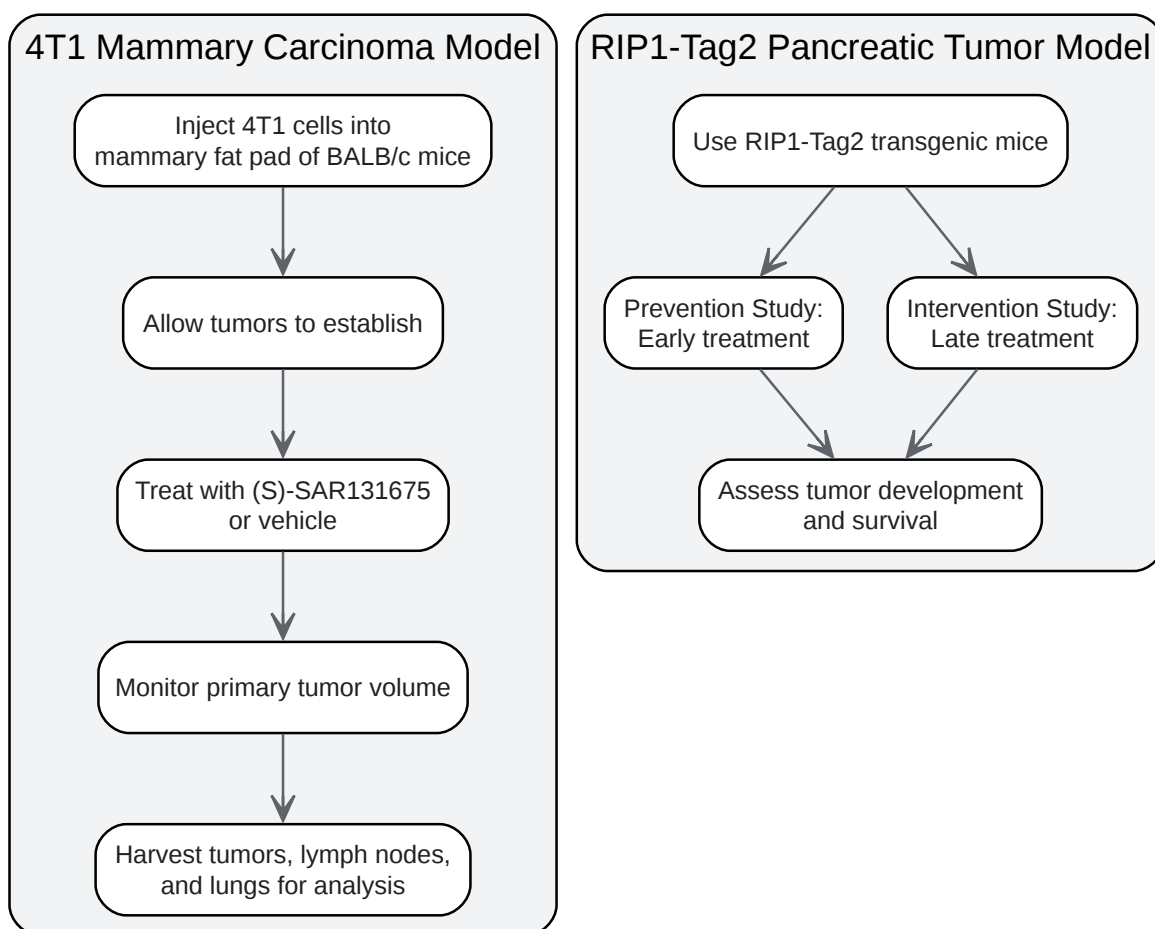 4T1 Mammary Carcinoma Model
Inject 4T1 cells into
mammary fat pad of BALB/c mice
Allow tumors to establish
Treat with (S)-SAR131675
or vehicle
Monitor primary tumor volume
Harvest tumors, lymph nodes,
and lungs for analysis
RIP1-Tag2 Pancreatic Tumor Model
Use RIP1-Tag2 transgenic mice
Prevention Study:
Early treatment
Intervention Study:
Late treatment
Assess tumor development
and survival